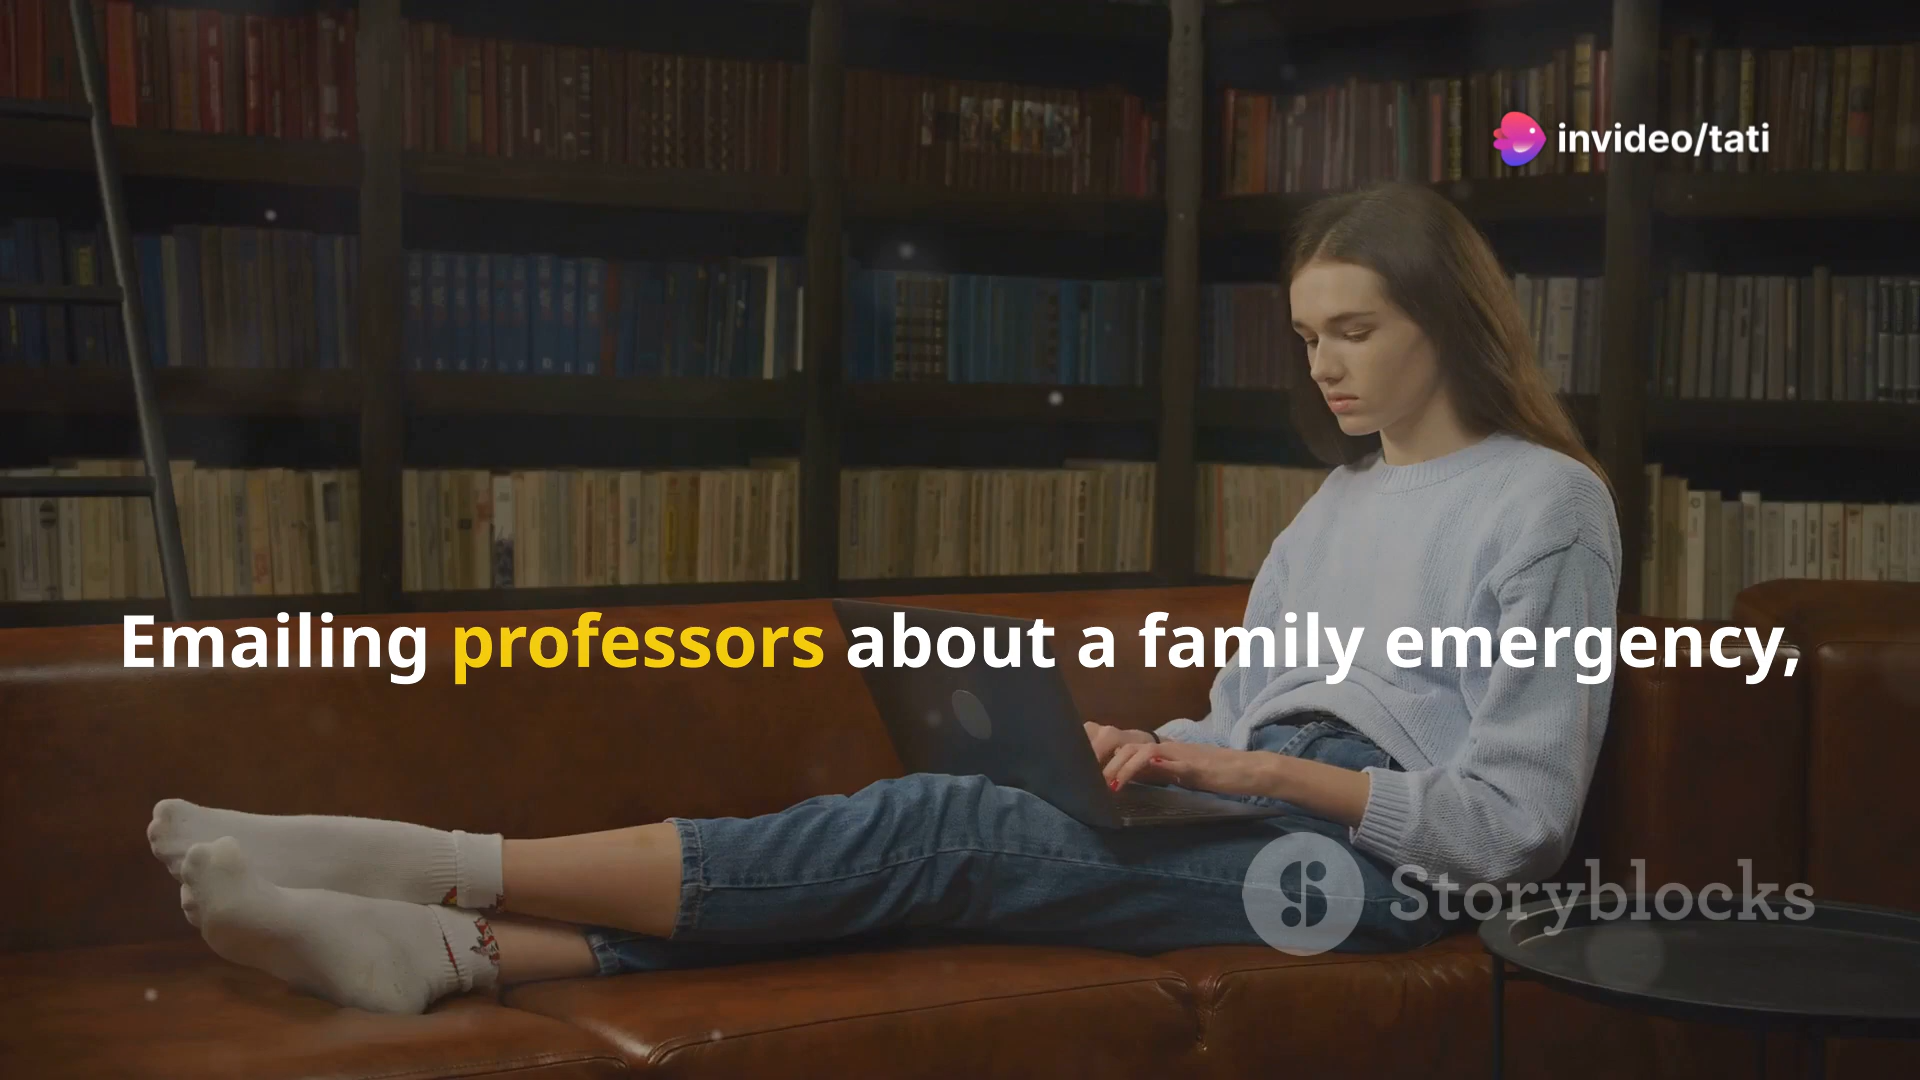 invideo/tati
Emailing professors about a family emergency,
Storyblocks